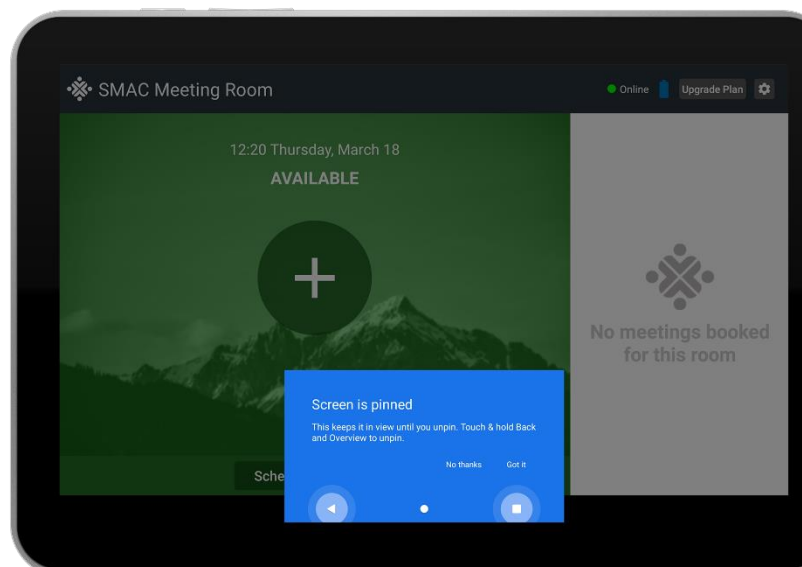 SMAC Meeting Room
Online
Upgrade Plan
12:20 Thursday, March 18
AVAILABLE
No meetings booked
for this room
Screen is pinned
This keeps it in view until you unpin. Touch & hold Back
and Overview to unpin.
No thanks
Got it
Sche